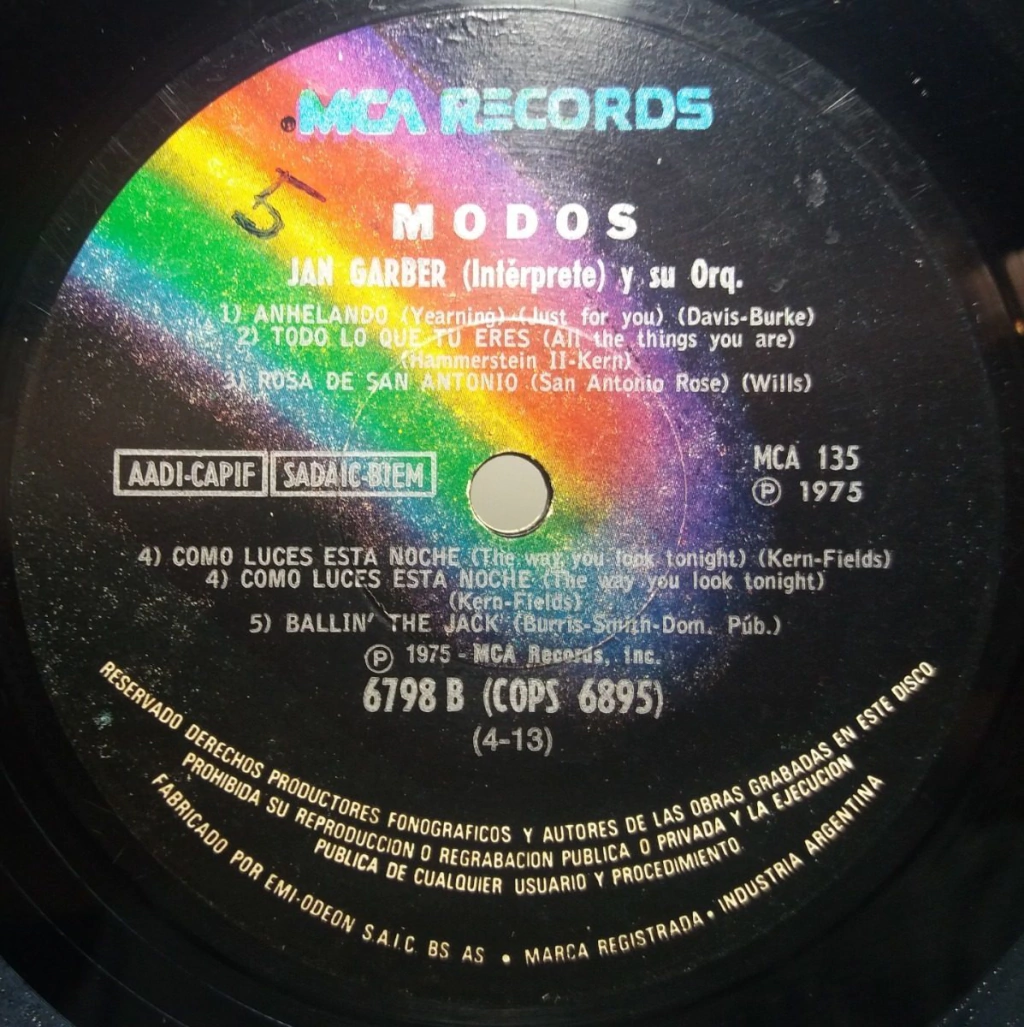 ® MCA RECORDS
5
MODOS
JAN GARBER (Intérprete) y su Orq.
1) ANHELANDO (Yearning) (Just for you) (Davis-Burke)
2) TODO LO QUE TU ERES (All the things you are)
(Hammerstein II-Kern)
3) ROSA DE SAN ANTONIO (San Antonio Rose) (Wills)
AADI-CAPIF SADAIC-BIEM
MCA 135
Ⓟ 1975
4) COMO LUCES ESTA NOCHE (The way you look tonight) (Kern-Fields)
4) COMO LUCES ESTA NOCHE (The way you look tonight)
(Kern-Fields)
5) BALLIN' THE JACK (Burris-Smith-Dom. Púb.)
Ⓟ 1975 - MCA Records, Inc.
6798 B (COPS 6895)
(4-13)
RESERVADO DERECHOS PRODUCTORES FONOGRAFICOS Y AUTORES DE LAS OBRAS GRABADAS EN ESTE DISCO
PROHIBIDA SU REPRODUCCION O REGRABACION PUBLICA O PRIVADA Y LA EJECUCION
PUBLICA DE CUALQUIER USUARIO Y PROCEDIMIENTO
FABRICADO POR EMI-ODEON S.A.I.C. BS AS • MARCA REGISTRADA • INDUSTRIA ARGENTINA